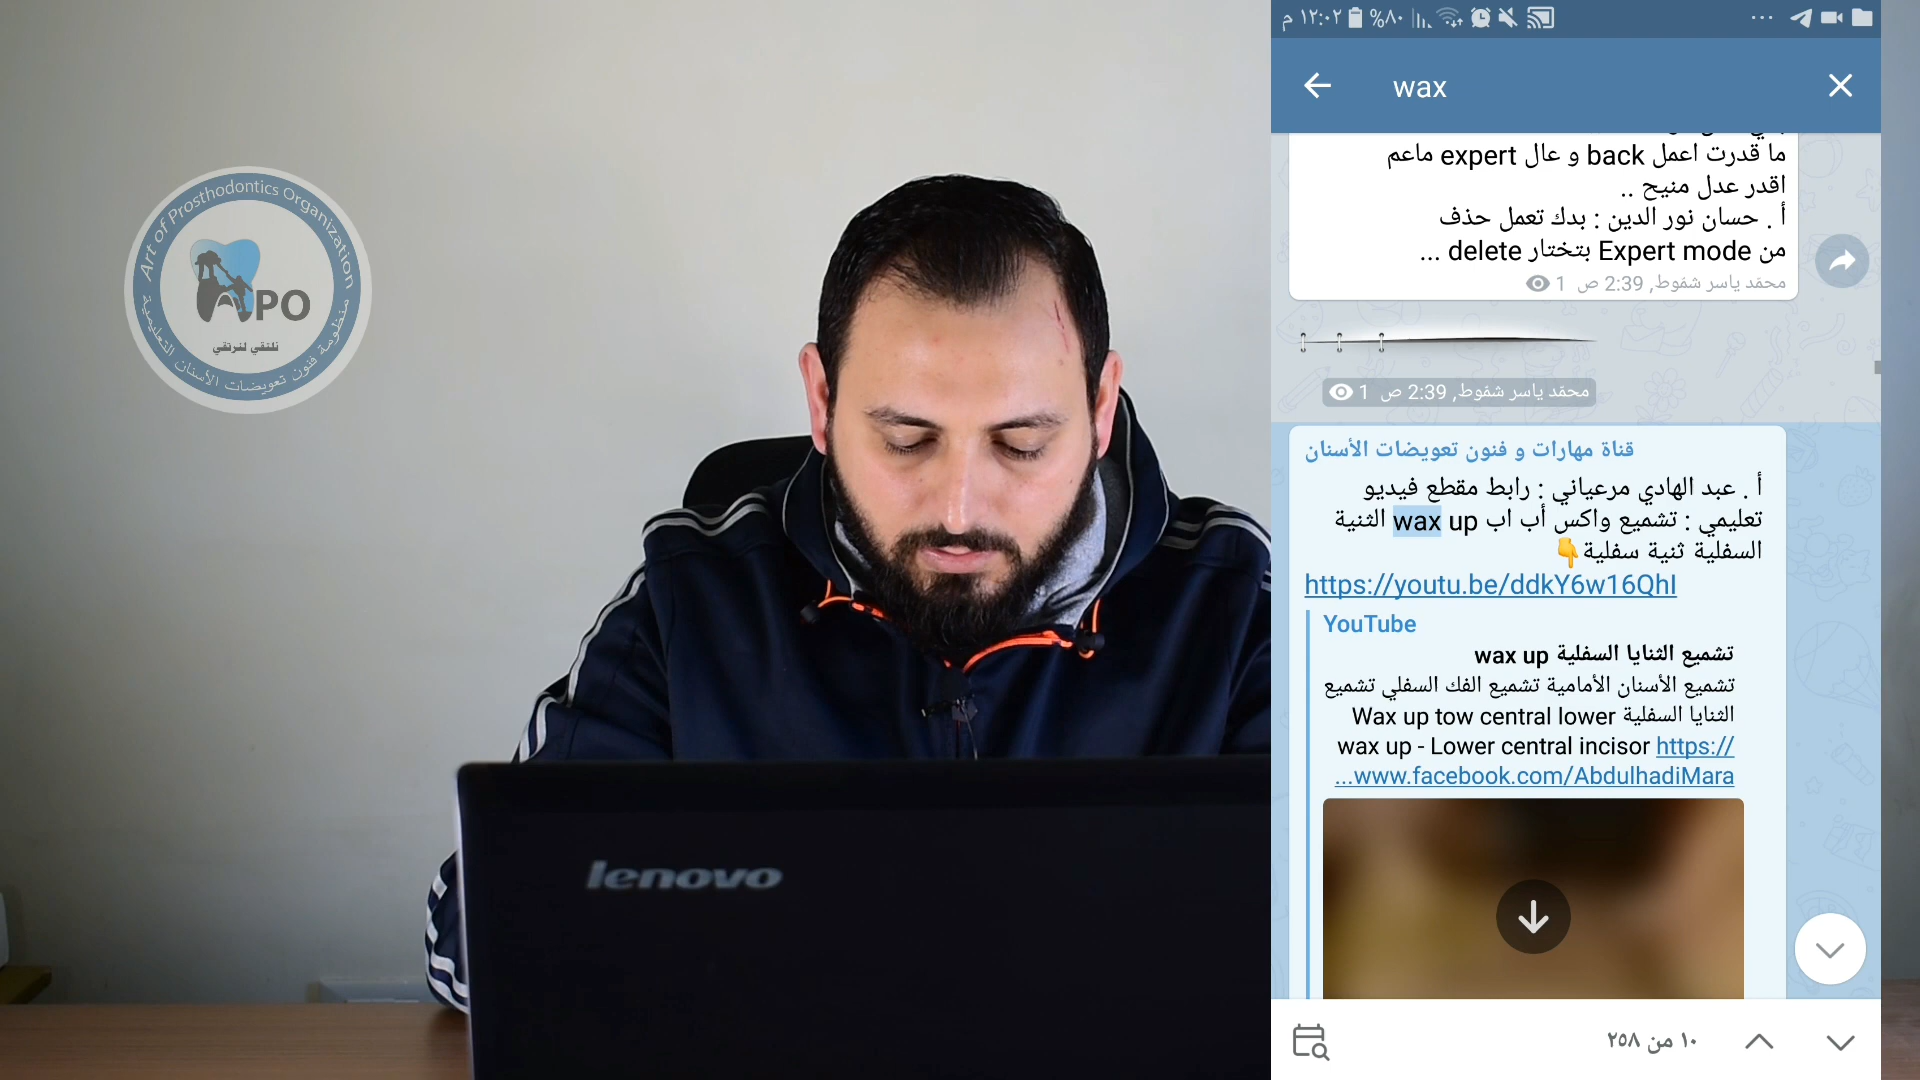 Art of Prosthodontics Organization
APO
نلتقي لنرتقي
منظومة فنون تعويضات الأسنان التعليمية
lenovo
١٢:٠٢ م
%٨٠
wax
ما قدرت اعمل back و عال expert ماعم
اقدر عدل منيح ..
أ . حسان نور الدين : بدك تعمل حذف
من Expert mode بتختار delete ...
محمّد ياسر شفوط, 2:39 ص 1
محمّد ياسر شفوط, 2:39 ص 1
قناة مهارات و فنون تعويضات الأسنان
أ . عبد الهادي مرعياني : رابط مقطع فيديو
تعليمي : تشميع واكس أب اب wax up الثنية
السفلية ثنية سفلية👇
https://youtu.be/ddkY6w16QhI
YouTube
تشميع الثنايا السفلية wax up
تشميع الأسنان الأمامية تشميع الفك السفلي تشميع
الثنايا السفلية Wax up tow central lower
wax up - Lower central incisor https://
www.facebook.com/AbdulhadiMara...
١٠ من ٢٥٨